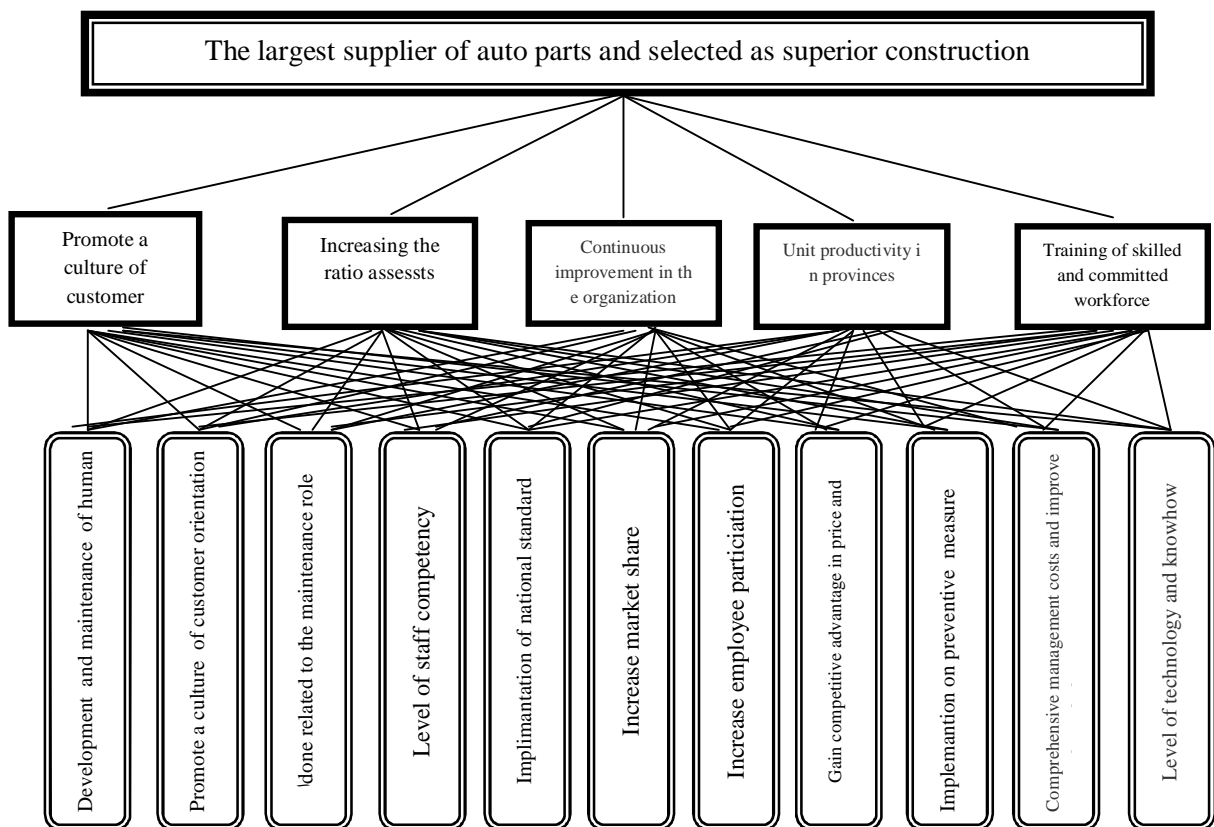 The largest supplier of auto parts and selected as superior construction
Promote a
culture of
customer
Increasing the
ratio assessts
Continuous
improvement in th
e organization
Unit productivity i
n provinces
Training of skilled
and committed
workforce
Development and maintenance of human
Promote a culture of customer orientation
done related to the maintenance role
Level of staff competency
Implimantation of national standard
Increase market share
Increase employee particiation
Gain competitive advantage in price and
Implemantion on preventive measure
Comprehensive management costs and improve
Level of technology and knowhow